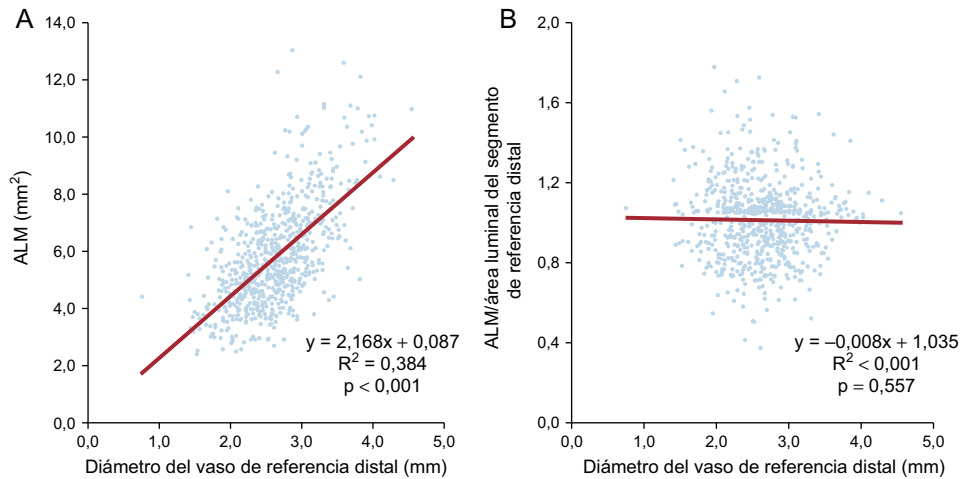 A
14,0
12,0
10,0
8,0
6,0
4,0
2,0
0,0
ALM (mm²)
y = 2,168x + 0,087
R² = 0,384
p < 0,001
0,0 1,0 2,0 3,0 4,0 5,0
Diámetro del vaso de referencia distal (mm)
B
2,0
1,6
1,2
0,8
0,4
0,0
ALM/área luminal del segmento
de referencia distal
y = –0,008x + 1,035
R² < 0,001
p = 0,557
0,0 1,0 2,0 3,0 4,0 5,0
Diámetro del vaso de referencia distal (mm)